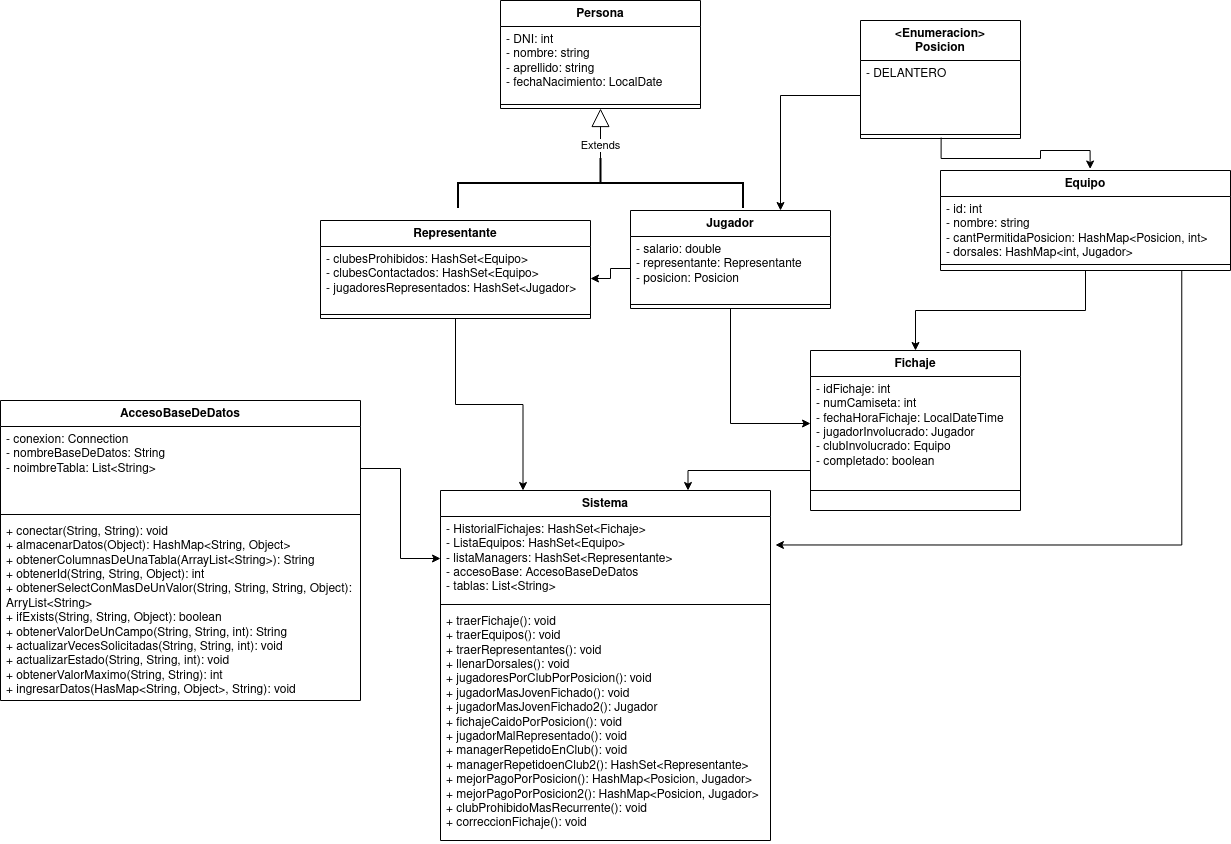 Persona
- DNI: int
- nombre: string
- aprellido: string
- fechaNacimiento: LocalDate
<Enumeracion>
Posicion
- DELANTERO
Extends
Equipo
- id: int
- nombre: string
- cantPermitidaPosicion: HashMap<Posicion, int>
- dorsales: HashMap<int, Jugador>
Representante
- clubesProhibidos: HashSet<Equipo>
- clubesContactados: HashSet<Equipo>
- jugadoresRepresentados: HashSet<Jugador>
Jugador
- salario: double
- representante: Representante
- posicion: Posicion
Fichaje
- idFichaje: int
- numCamiseta: int
- fechaHoraFichaje: LocalDateTime
- jugadorInvolucrado: Jugador
- clubInvolucrado: Equipo
- completado: boolean
AccesoBaseDeDatos
- conexion: Connection
- nombreBaseDeDatos: String
- noimbreTabla: List<String>
+ conectar(String, String): void
+ almacenarDatos(Object): HashMap<String, Object>
+ obtenerColumnasDeUnaTabla(ArrayList<String>): String
+ obtenerId(String, String, Object): int
+ obtenerSelectConMasDeUnValor(String, String, String, Object):
ArryList<String>
+ ifExists(String, String, Object): boolean
+ obtenerValorDeUnCampo(String, String, int): String
+ actualizarVecesSolicitadas(String, String, int): void
+ actualizarEstado(String, String, int): void
+ obtenerValorMaximo(String, String): int
+ ingresarDatos(HasMap<String, Object>, String): void
Sistema
- HistorialFichajes: HashSet<Fichaje>
- ListaEquipos: HashSet<Equipo>
- listaManagers: HashSet<Representante>
- accesoBase: AccesoBaseDeDatos
- tablas: List<String>
+ traerFichaje(): void
+ traerEquipos(): void
+ traerRepresentantes(): void
+ llenarDorsales(): void
+ jugadoresPorClubPorPosicion(): void
+ jugadorMasJovenFichado(): void
+ jugadorMasJovenFichado2(): Jugador
+ fichajeCaidoPorPosicion(): void
+ jugadorMalRepresentado(): void
+ managerRepetidoEnClub(): void
+ managerRepetidoenClub2(): HashSet<Representante>
+ mejorPagoPorPosicion(): HashMap<Posicion, Jugador>
+ mejorPagoPorPosicion2(): HashMap<Posicion, Jugador>
+ clubProhibidoMasRecurrente(): void
+ correccionFichaje(): void